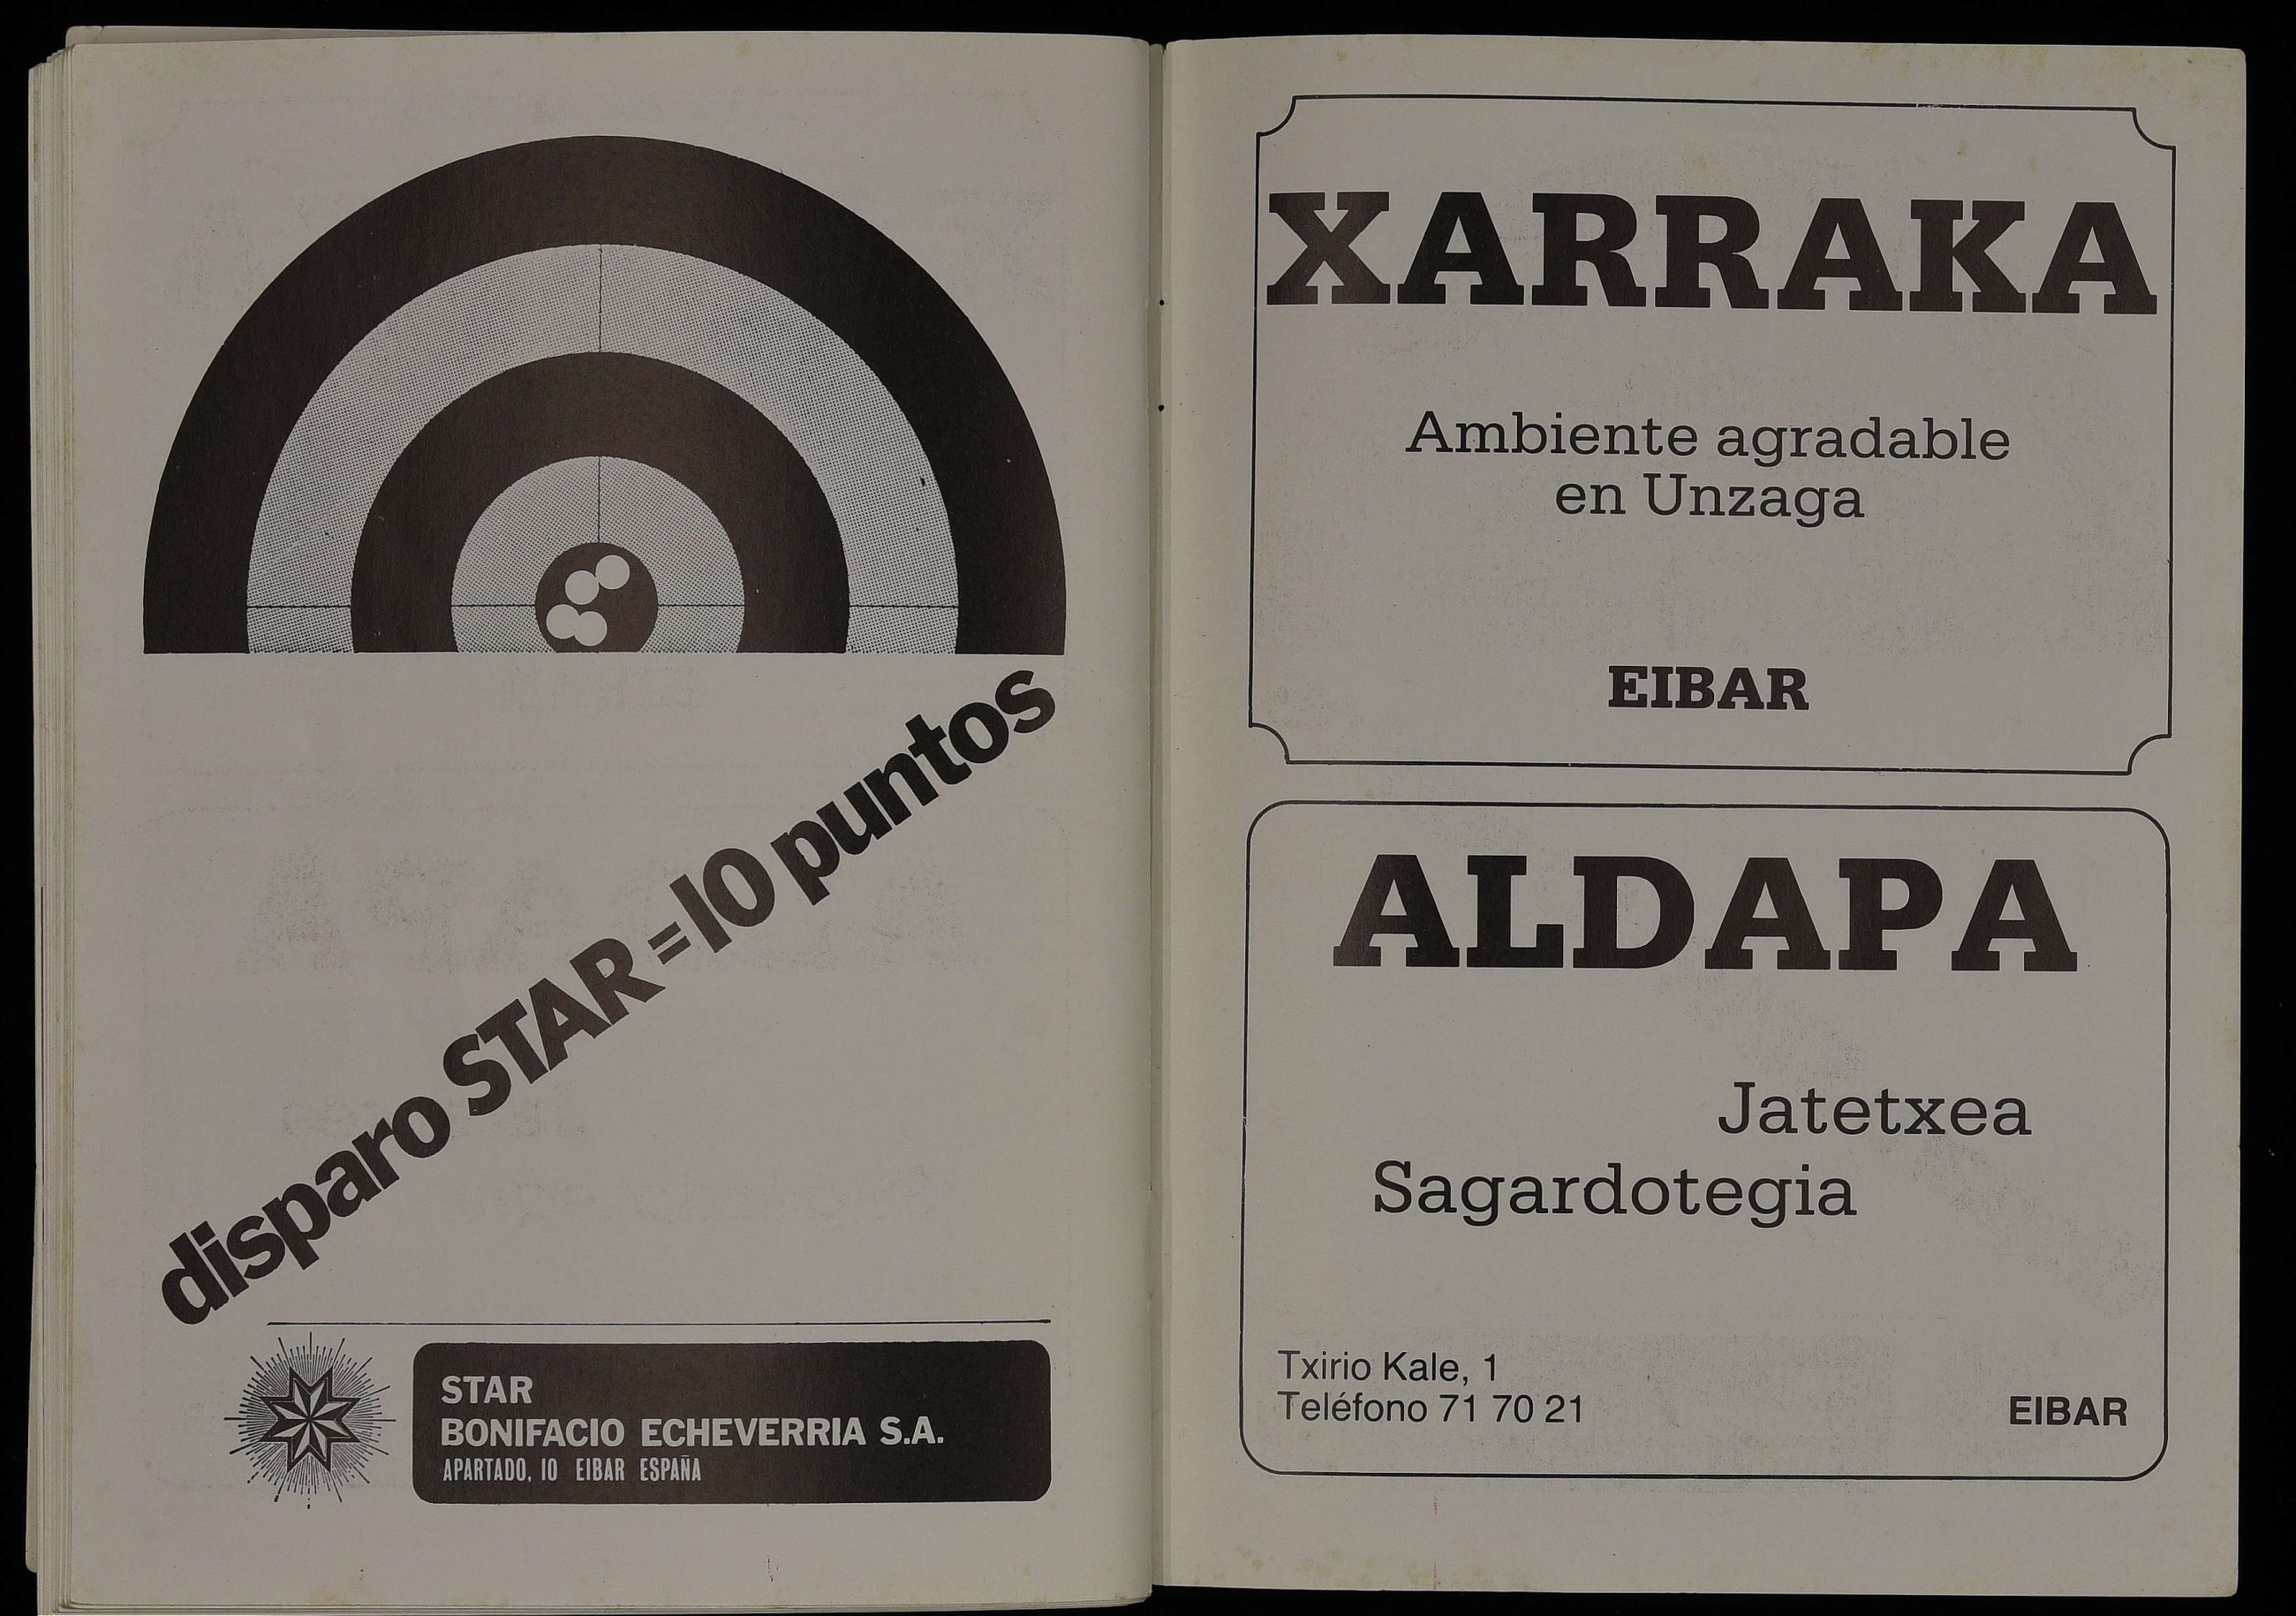 disparo STAR = 10 puntos
STAR
BONIFACIO ECHEVERRIA S.A.
APARTADO, 10 EIBAR ESPAÑA
XARRAKA
Ambiente agradable
en Unzaga
EIBAR
ALDAPA
Jatetxea
Sagardotegia
Txirio Kale, 1
Teléfono 71 70 21
EIBAR